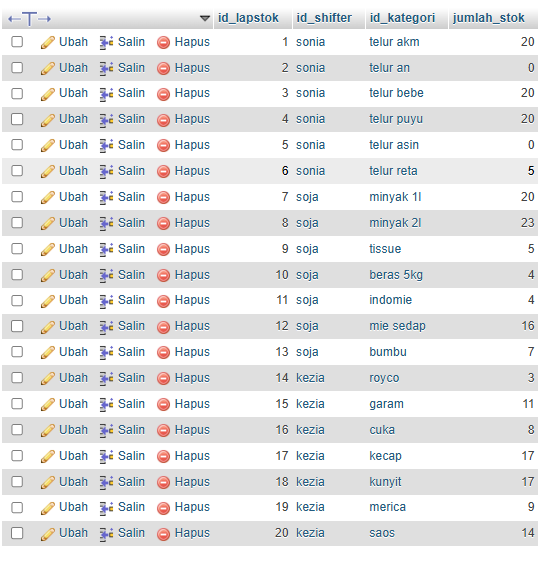 id_lapstok id_shifter id_kategori jumlah_stok
Ubah Salin Hapus 1 sonia telur akm 20
Ubah Salin Hapus 2 sonia telur an 0
Ubah Salin Hapus 3 sonia telur bebe 20
Ubah Salin Hapus 4 sonia telur puyu 20
Ubah Salin Hapus 5 sonia telur asin 0
Ubah Salin Hapus 6 sonia telur reta 5
Ubah Salin Hapus 7 soja minyak 1l 20
Ubah Salin Hapus 8 soja minyak 2l 23
Ubah Salin Hapus 9 soja tissue 5
Ubah Salin Hapus 10 soja beras 5kg 4
Ubah Salin Hapus 11 soja indomie 4
Ubah Salin Hapus 12 soja mie sedap 16
Ubah Salin Hapus 13 soja bumbu 7
Ubah Salin Hapus 14 kezia royco 3
Ubah Salin Hapus 15 kezia garam 11
Ubah Salin Hapus 16 kezia cuka 8
Ubah Salin Hapus 17 kezia kecap 17
Ubah Salin Hapus 18 kezia kunyit 17
Ubah Salin Hapus 19 kezia merica 9
Ubah Salin Hapus 20 kezia saos 14